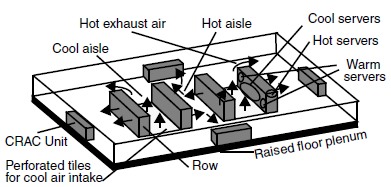 Hot exhaust air
Hot aisle
Cool servers
Cool aisle
Hot servers
Warm
servers
CRAC Unit
Perforated tiles
for cool air intake
Row
Raised floor plenum